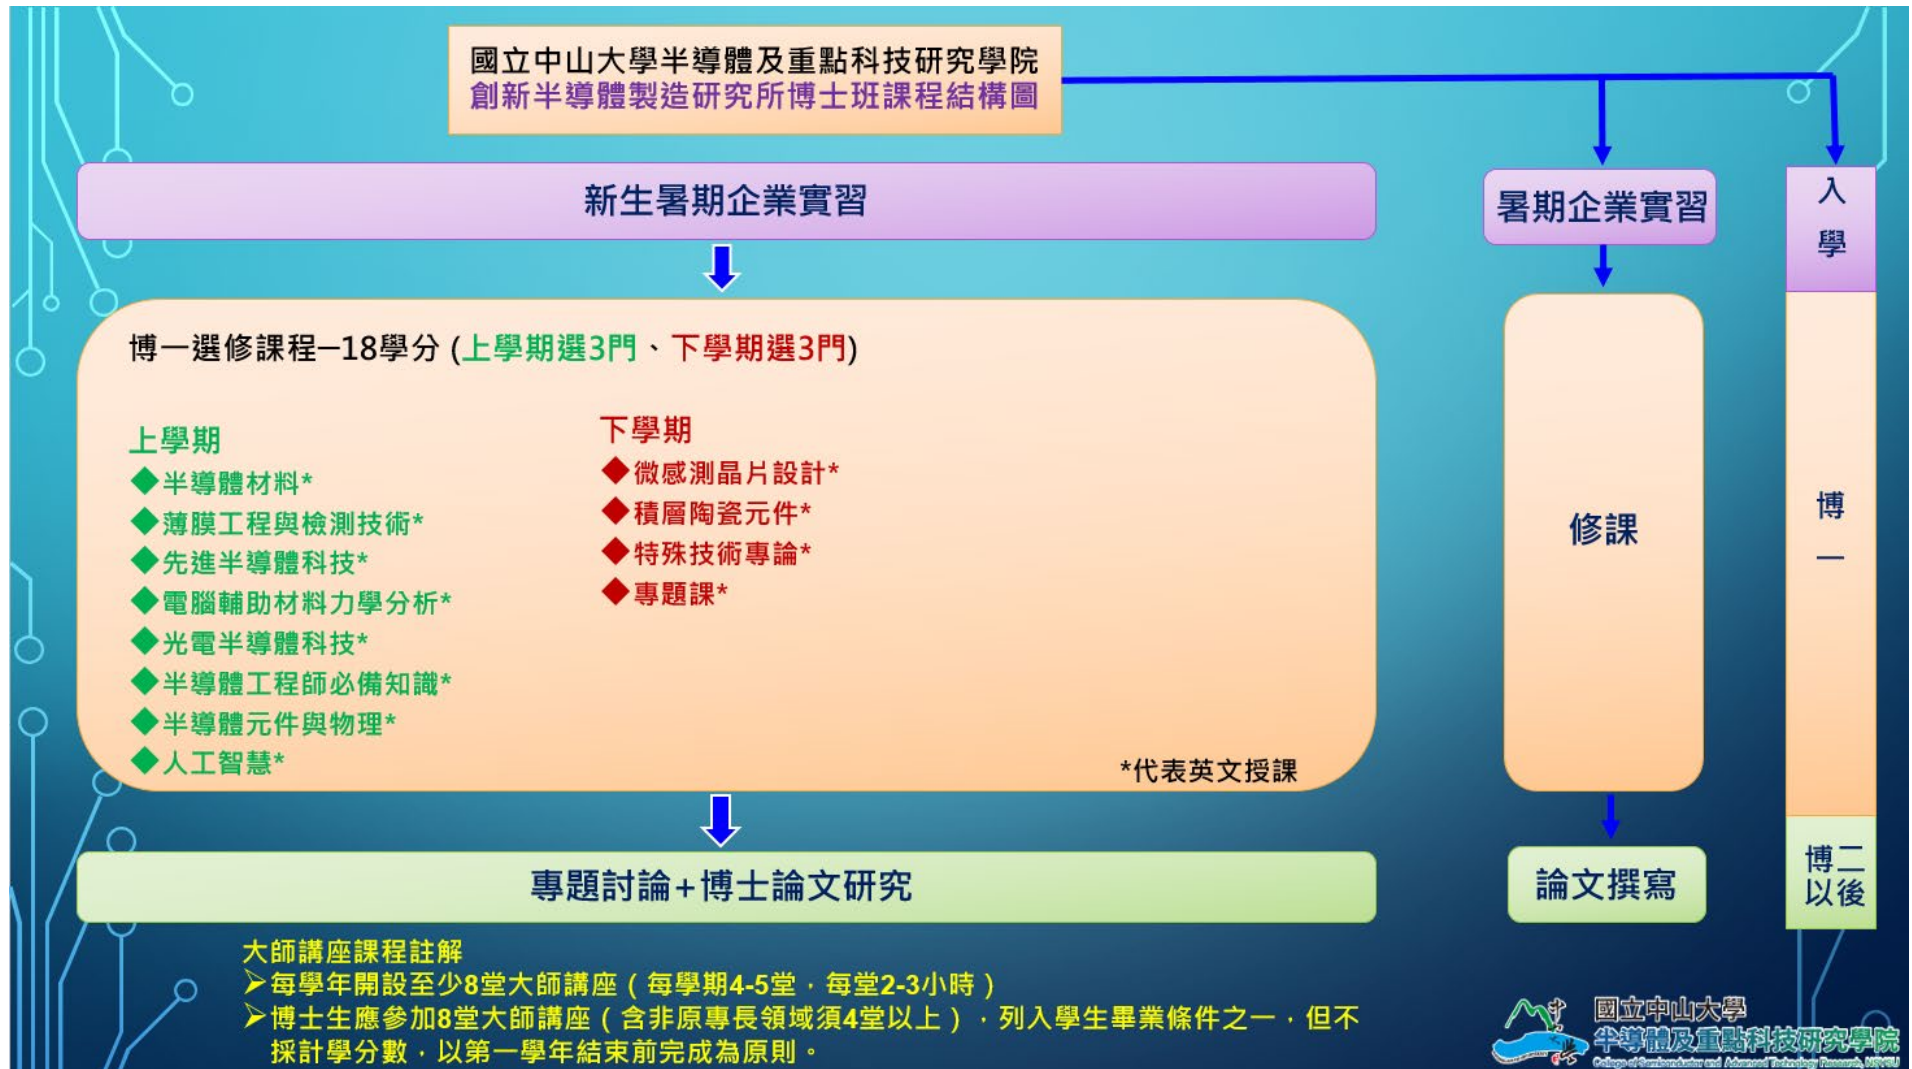 國立中山大學半導體及重點科技研究學院
創新半導體製造研究所博士班課程結構圖
新生暑期企業實習
博一選修課程─18學分 (上學期選3門、下學期選3門)
上學期
◆半導體材料*
◆薄膜工程與檢測技術*
◆先進半導體科技*
◆電腦輔助材料力學分析*
◆光電半導體科技*
◆半導體工程師必備知識*
◆半導體元件與物理*
◆人工智慧*
下學期
◆微感測晶片設計*
◆積層陶瓷元件*
◆特殊技術專論*
◆專題課*
*代表英文授課
專題討論+博士論文研究
暑期企業實習
修課
論文撰寫
入
學
博
一
博二
以後
大師講座課程註解
➢每學年開設至少8堂大師講座（每學期4-5堂，每堂2-3小時）
➢博士生應參加8堂大師講座（含非原專長領域須4堂以上），列入學生畢業條件之一，但不
採計學分數，以第一學年結束前完成為原則。
國立中山大學
半導體及重點科技研究學院
College of Semiconductor and Advanced Technology Research, NSYSU